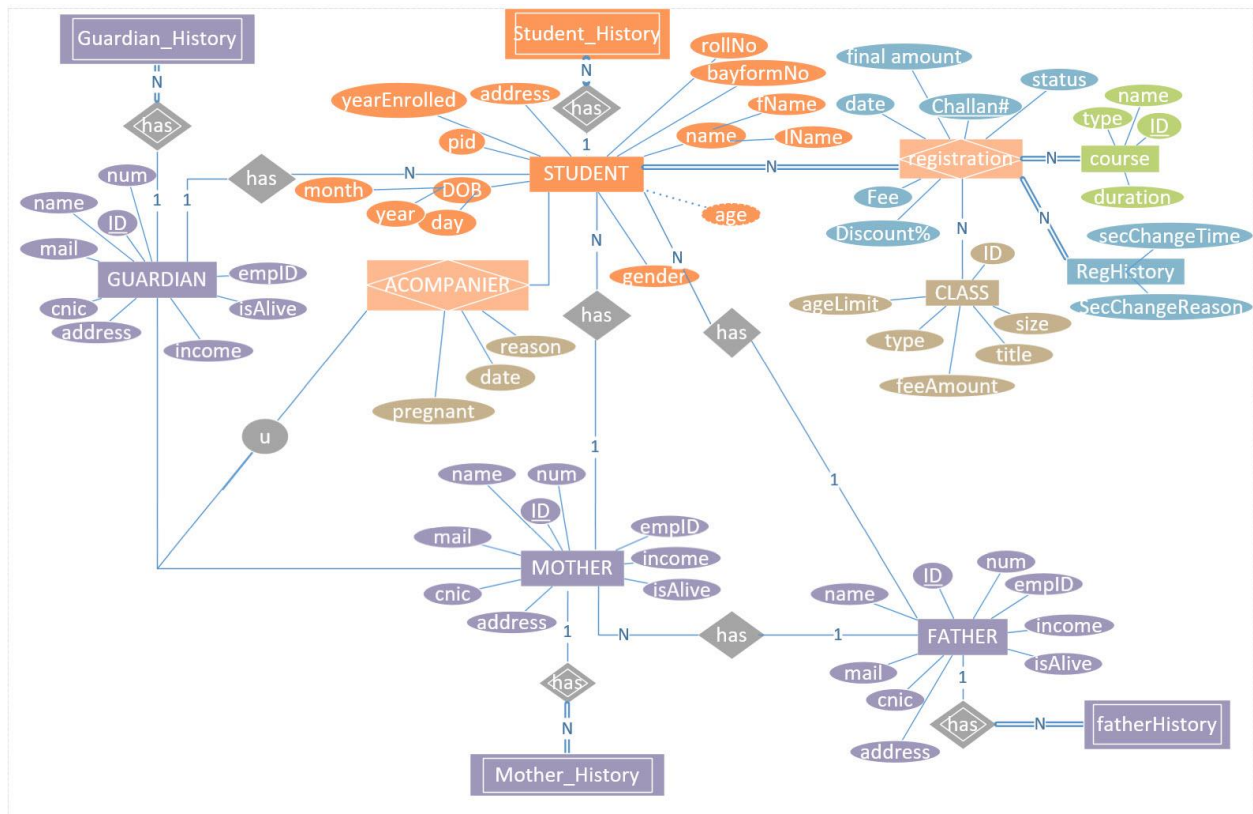 Guardian_History
Student_History
rollNo
final amount
status
N
N
bayformNo
yearEnrolled
address
name
has
has
fName
date
Challan#
type
1
name
lName
ID
pid
registration
N
course
num
has
N
STUDENT
N
month
DOB
Fee
duration
name
1
1
year
day
age
N
ID
Discount%
N
secChangeTime
mail
N
N
ID
RegHistory
GUARDIAN
empID
ACOMPANIER
gender
CLASS
cnic
isAlive
ageLimit
SecChangeReason
address
has
size
income
reason
has
type
title
date
feeAmount
pregnant
u
1
name
num
1
ID
empID
mail
income
ID
num
MOTHER
empID
cnic
isAlive
name
address
income
1
N
has
1
FATHER
isAlive
mail
1
has
cnic
has
N
fatherHistory
N
address
Mother_History